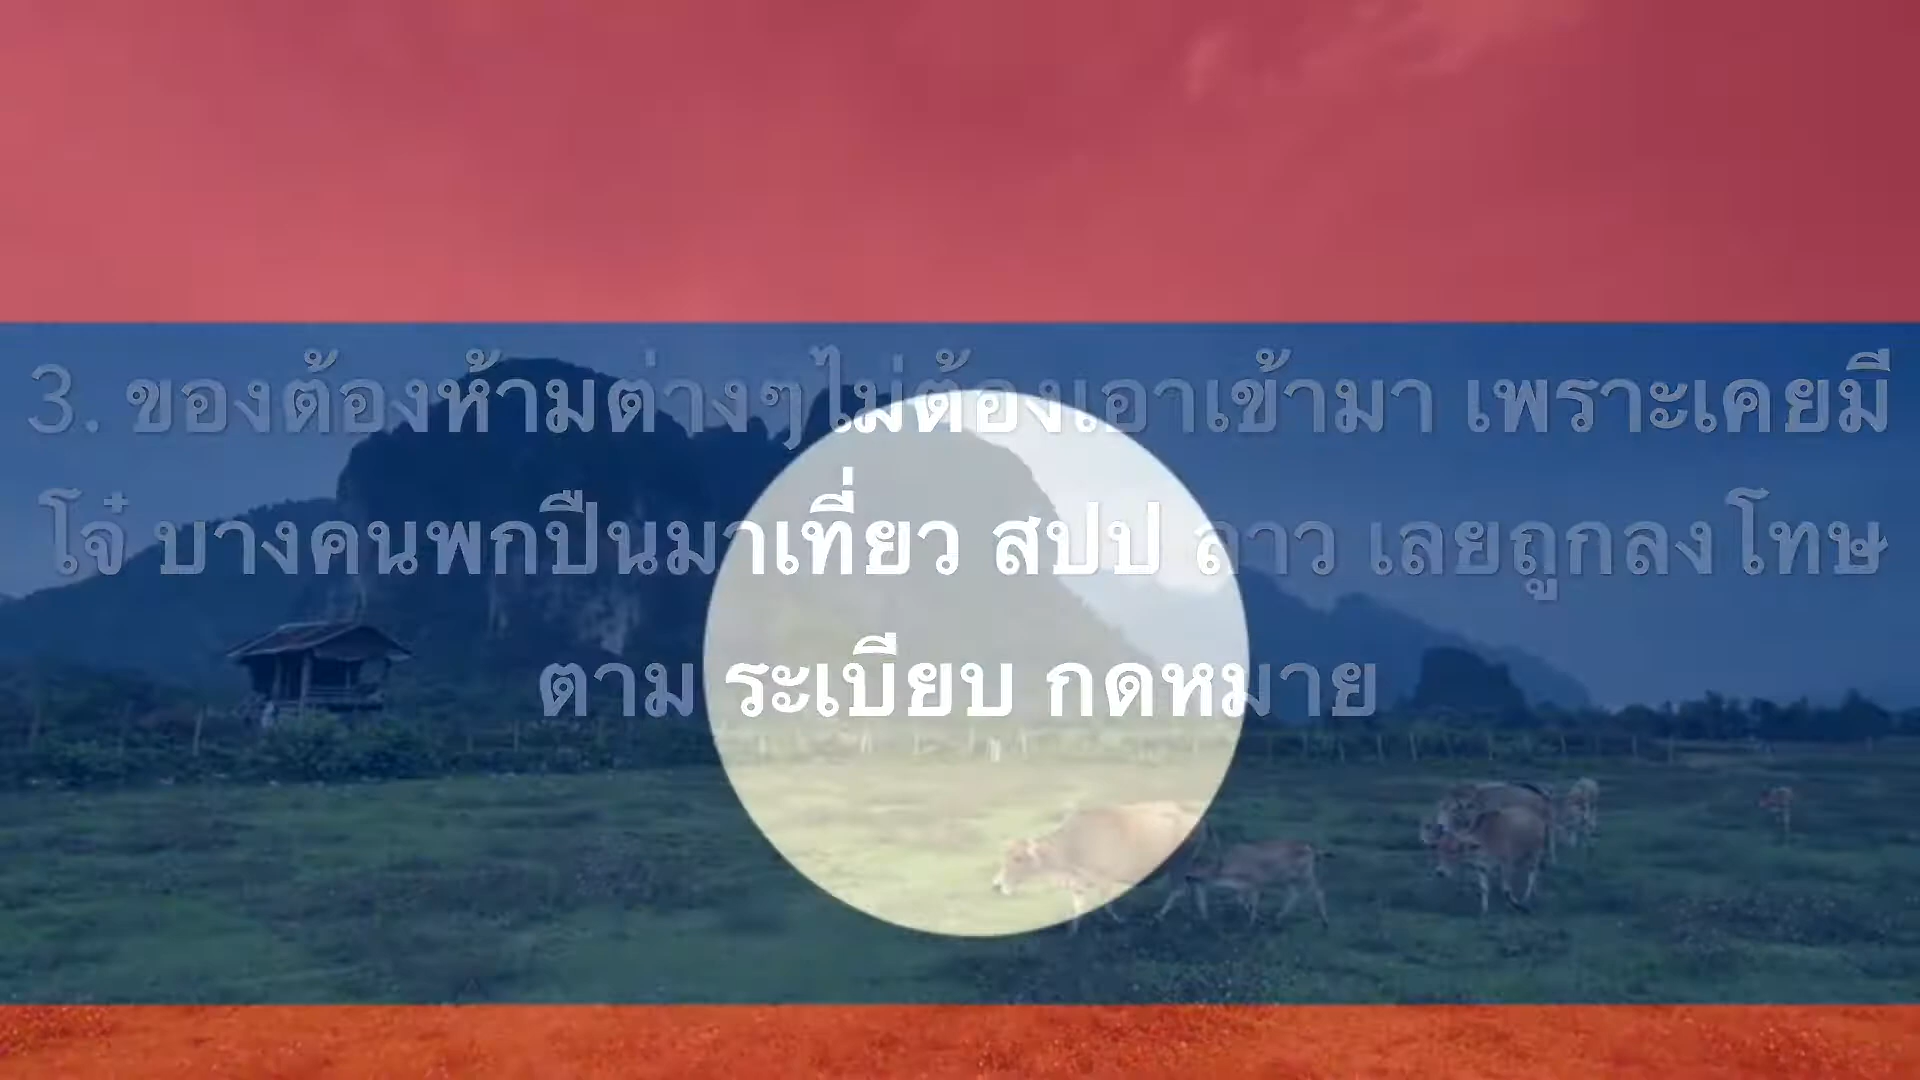 3. ของต้องห้ามต่างๆไม่ต้องเอาเข้ามา เพราะเคยมี
โจ๋ บางคนพกปืนมาเที่ยว สปป ลาว เลยถูกลงโทษ
ตาม ระเบียบ กดหมาย